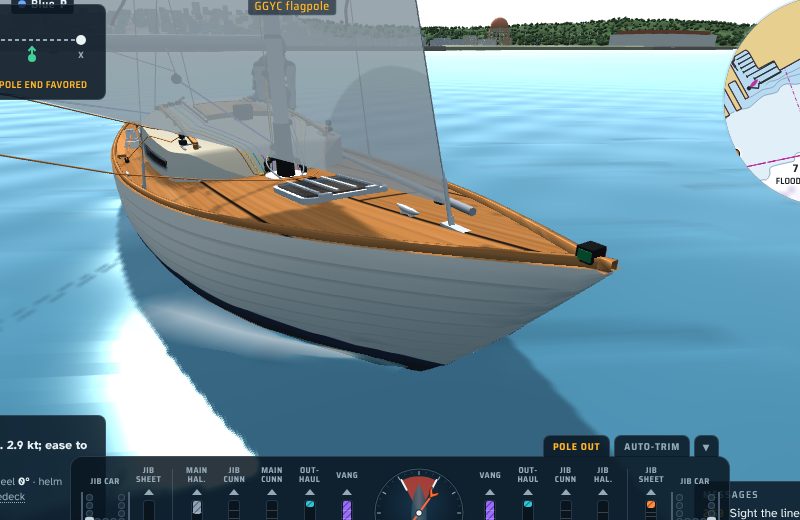 GGYC flagpole
X
POLE END FAVORED
7
FLOOD
. 2.9 kt; ease to
eel 0° · helm
edeck
POLE OUT
AUTO-TRIM
▼
JIB CAR
JIB SHEET
MAIN HAL.
JIB CUNN
MAIN CUNN
OUT-HAUL
VANG
VANG
OUT-HAUL
JIB CUNN
JIB HAL.
JIB SHEET
JIB CAR
AGES
Sight the line